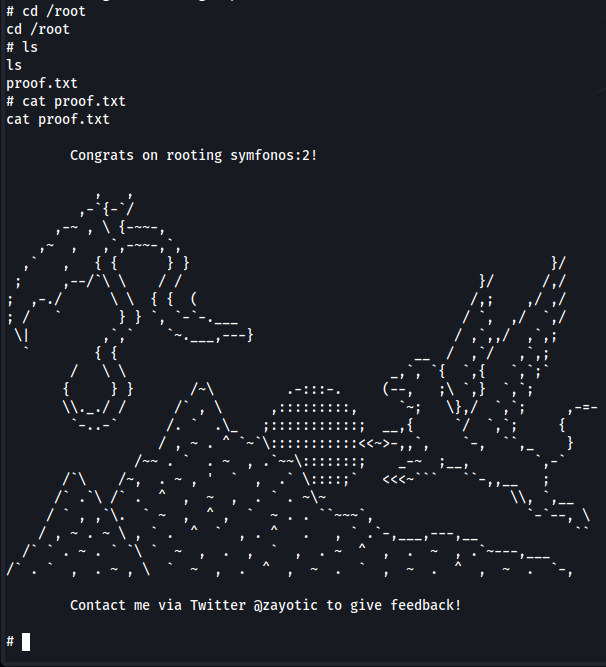 # cd /root
cd /root
# ls
ls
proof.txt
# cat proof.txt
cat proof.txt
Congrats on rooting symfonos:2!
Contact me via Twitter @zayotic to give feedback!
#